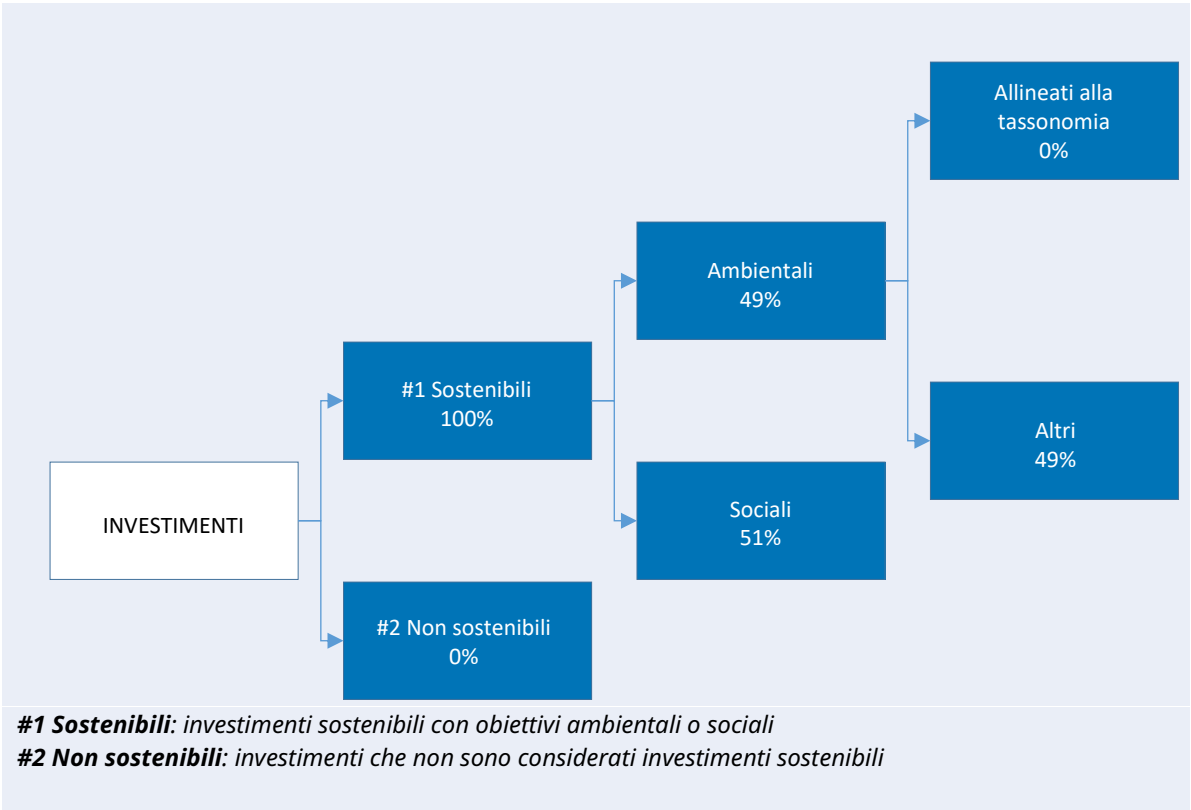 Allineati alla
tassonomia
0%
Ambientali
49%
#1 Sostenibili
100%
Altri
49%
INVESTIMENTI
Sociali
51%
#2 Non sostenibili
0%
#1 Sostenibili: investimenti sostenibili con obiettivi ambientali o sociali
#2 Non sostenibili: investimenti che non sono considerati investimenti sostenibili